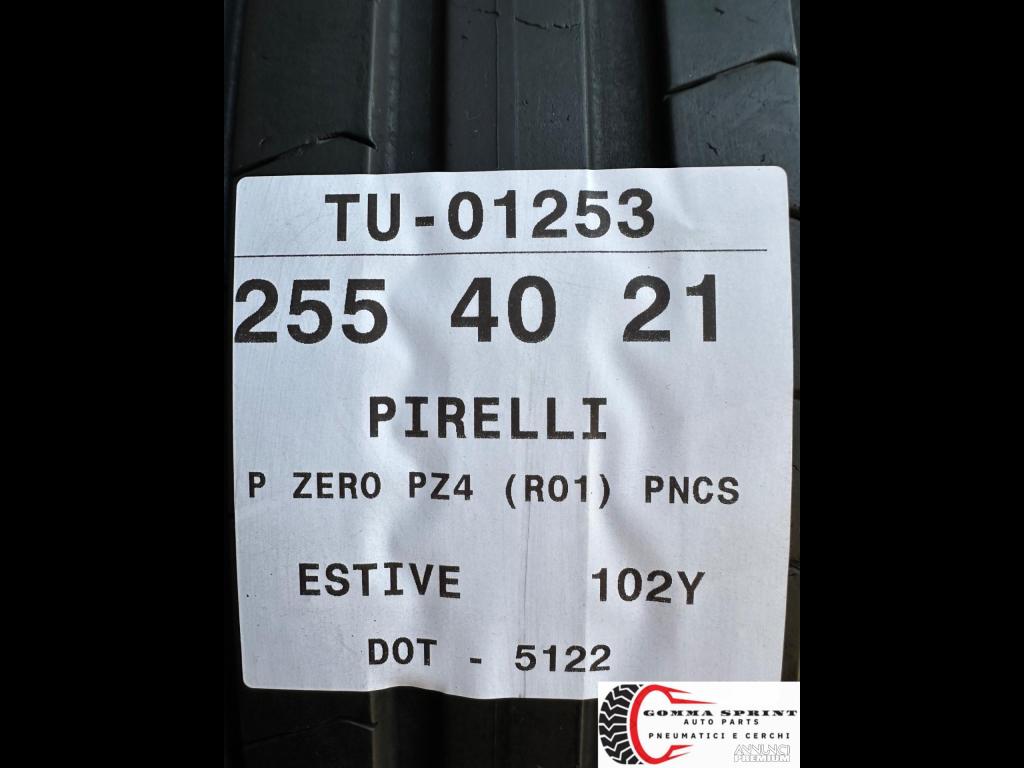 TU-01253
255 40 21
PIRELLI
P ZERO PZ4 (R01) PNCS
ESTIVE 102Y
DOT - 5122
GOMMA SPRINT
AUTO PARTS
PNEUMATICI E CERCHI
ANNUNCI
PREMIUM